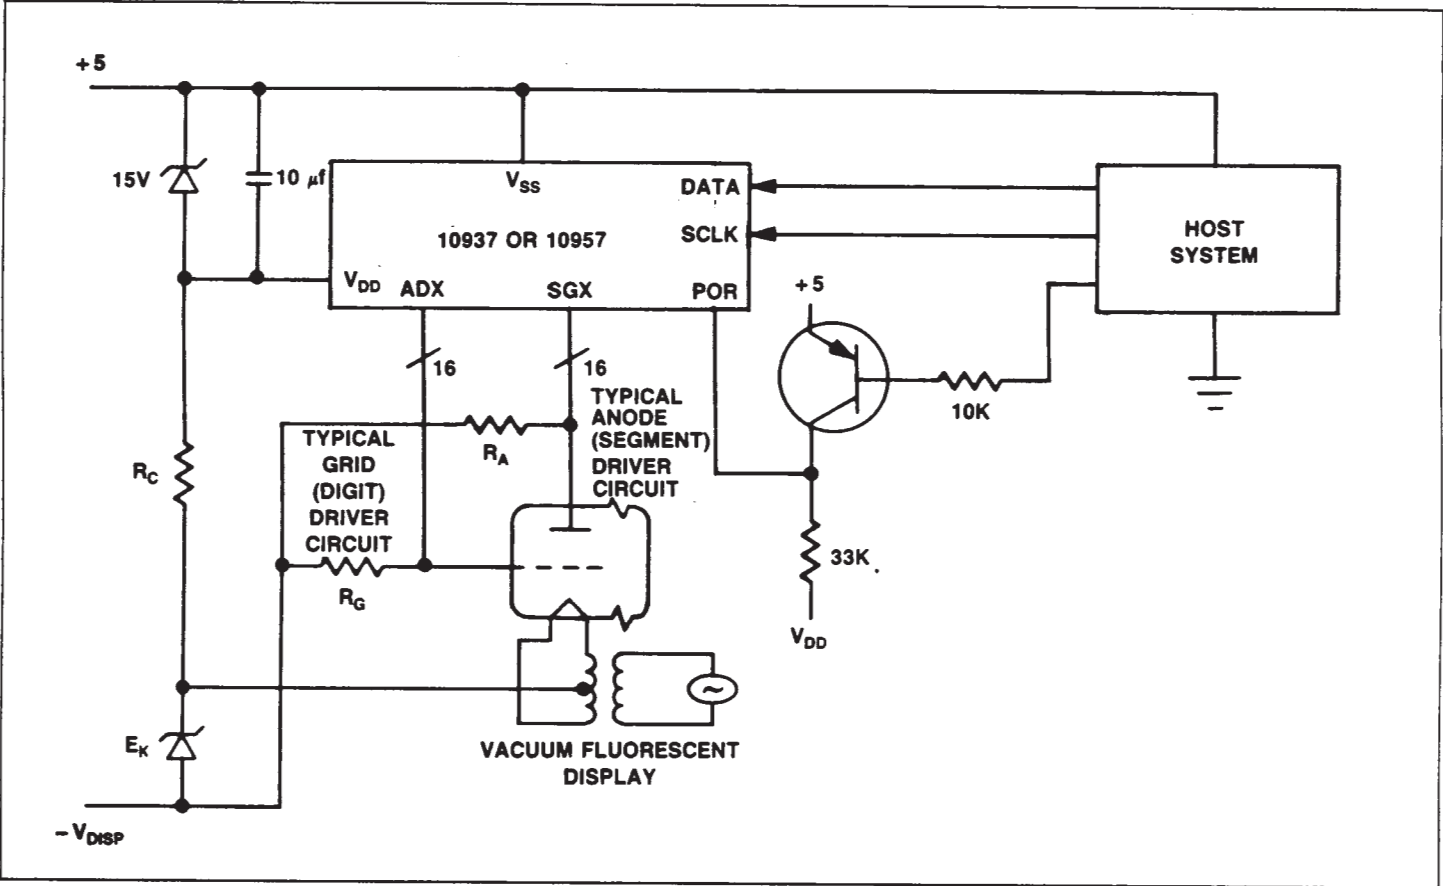 +5
15V
10 µf
VSS
DATA
10937 OR 10957
SCLK
VDD
ADX
SGX
POR
HOST
SYSTEM
+5
16
16
10K
TYPICAL
ANODE
(SEGMENT)
DRIVER
CIRCUIT
RA
TYPICAL
GRID
(DIGIT)
DRIVER
CIRCUIT
RC
RG
33K
VDD
EK
VACUUM FLUORESCENT
DISPLAY
– VDISP